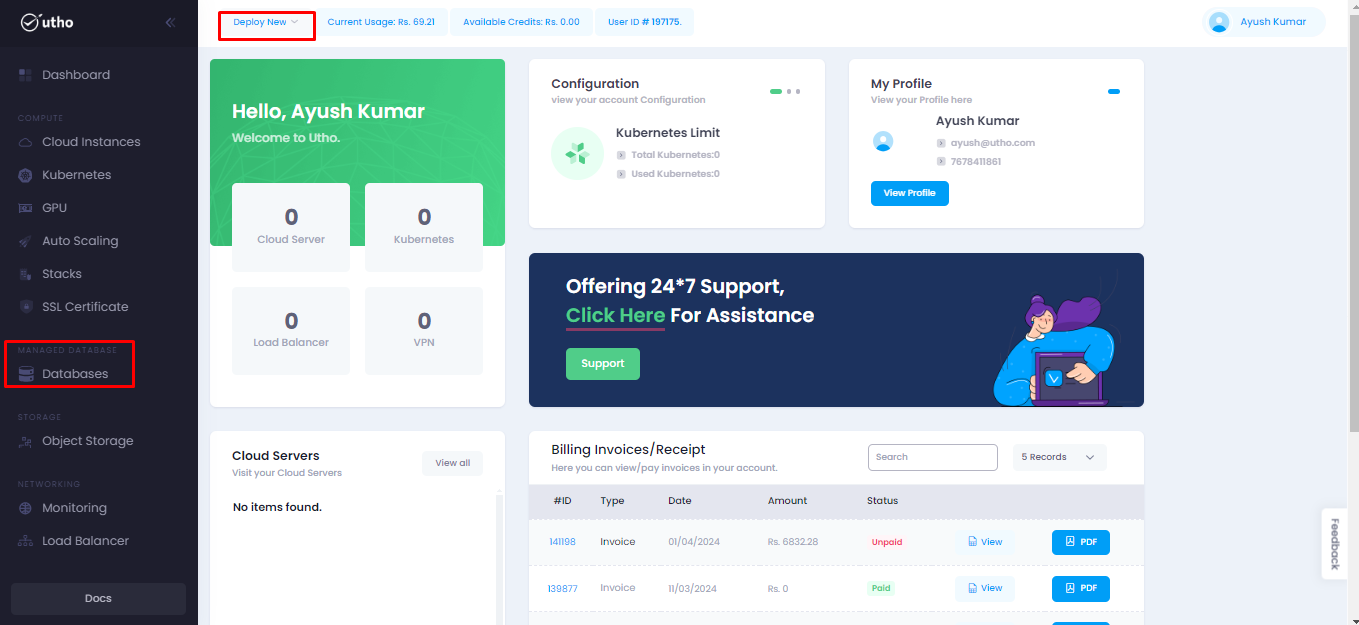 utho
Dashboard
COMPUTE
Cloud Instances
Kubernetes
GPU
Auto Scaling
Stacks
SSL Certificate
MANAGED DATABASE
Databases
STORAGE
Object Storage
NETWORKING
Monitoring
Load Balancer
Docs
Deploy New
Current Usage: Rs. 69.21
Available Credits: Rs. 0.00
User ID # 197175.
Ayush Kumar
Hello, Ayush Kumar
Welcome to Utho.
0
Cloud Server
0
Kubernetes
0
Load Balancer
0
VPN
Configuration
view your account Configuration
Kubernetes Limit
Total Kubernetes:0
Used Kubernetes:0
My Profile
View your Profile here
Ayush Kumar
ayush@utho.com
7678411861
View Profile
Offering 24*7 Support,
Click Here For Assistance
Support
Cloud Servers
Visit your Cloud Servers
View all
No items found.
Billing Invoices/Receipt
Here you can view/pay invoices in your account.
Search
5 Records
#ID Type Date Amount Status
141198 Invoice 01/04/2024 Rs. 6832.28 Unpaid View PDF
139877 Invoice 11/03/2024 Rs. 0 Paid View PDF
Feedback